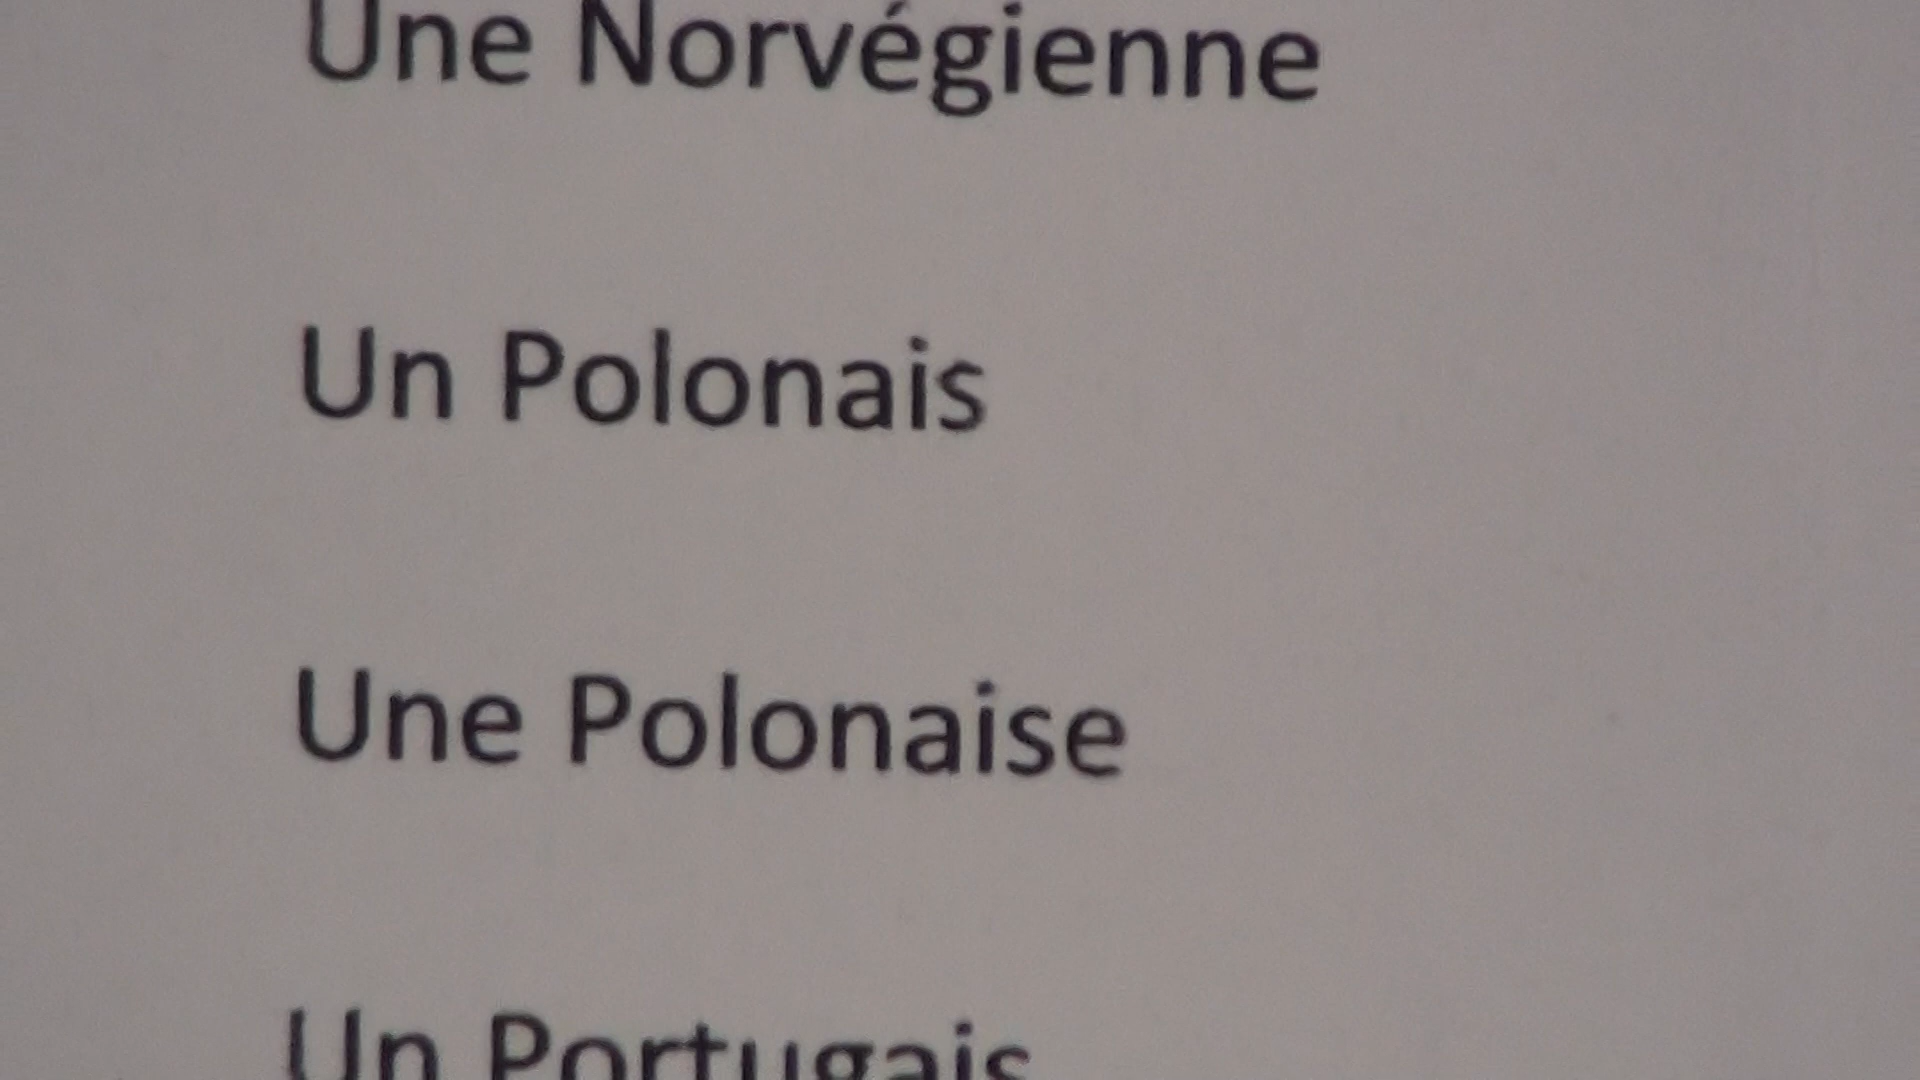 Une Norvégienne
Un Polonais
Une Polonaise
Un Portugais